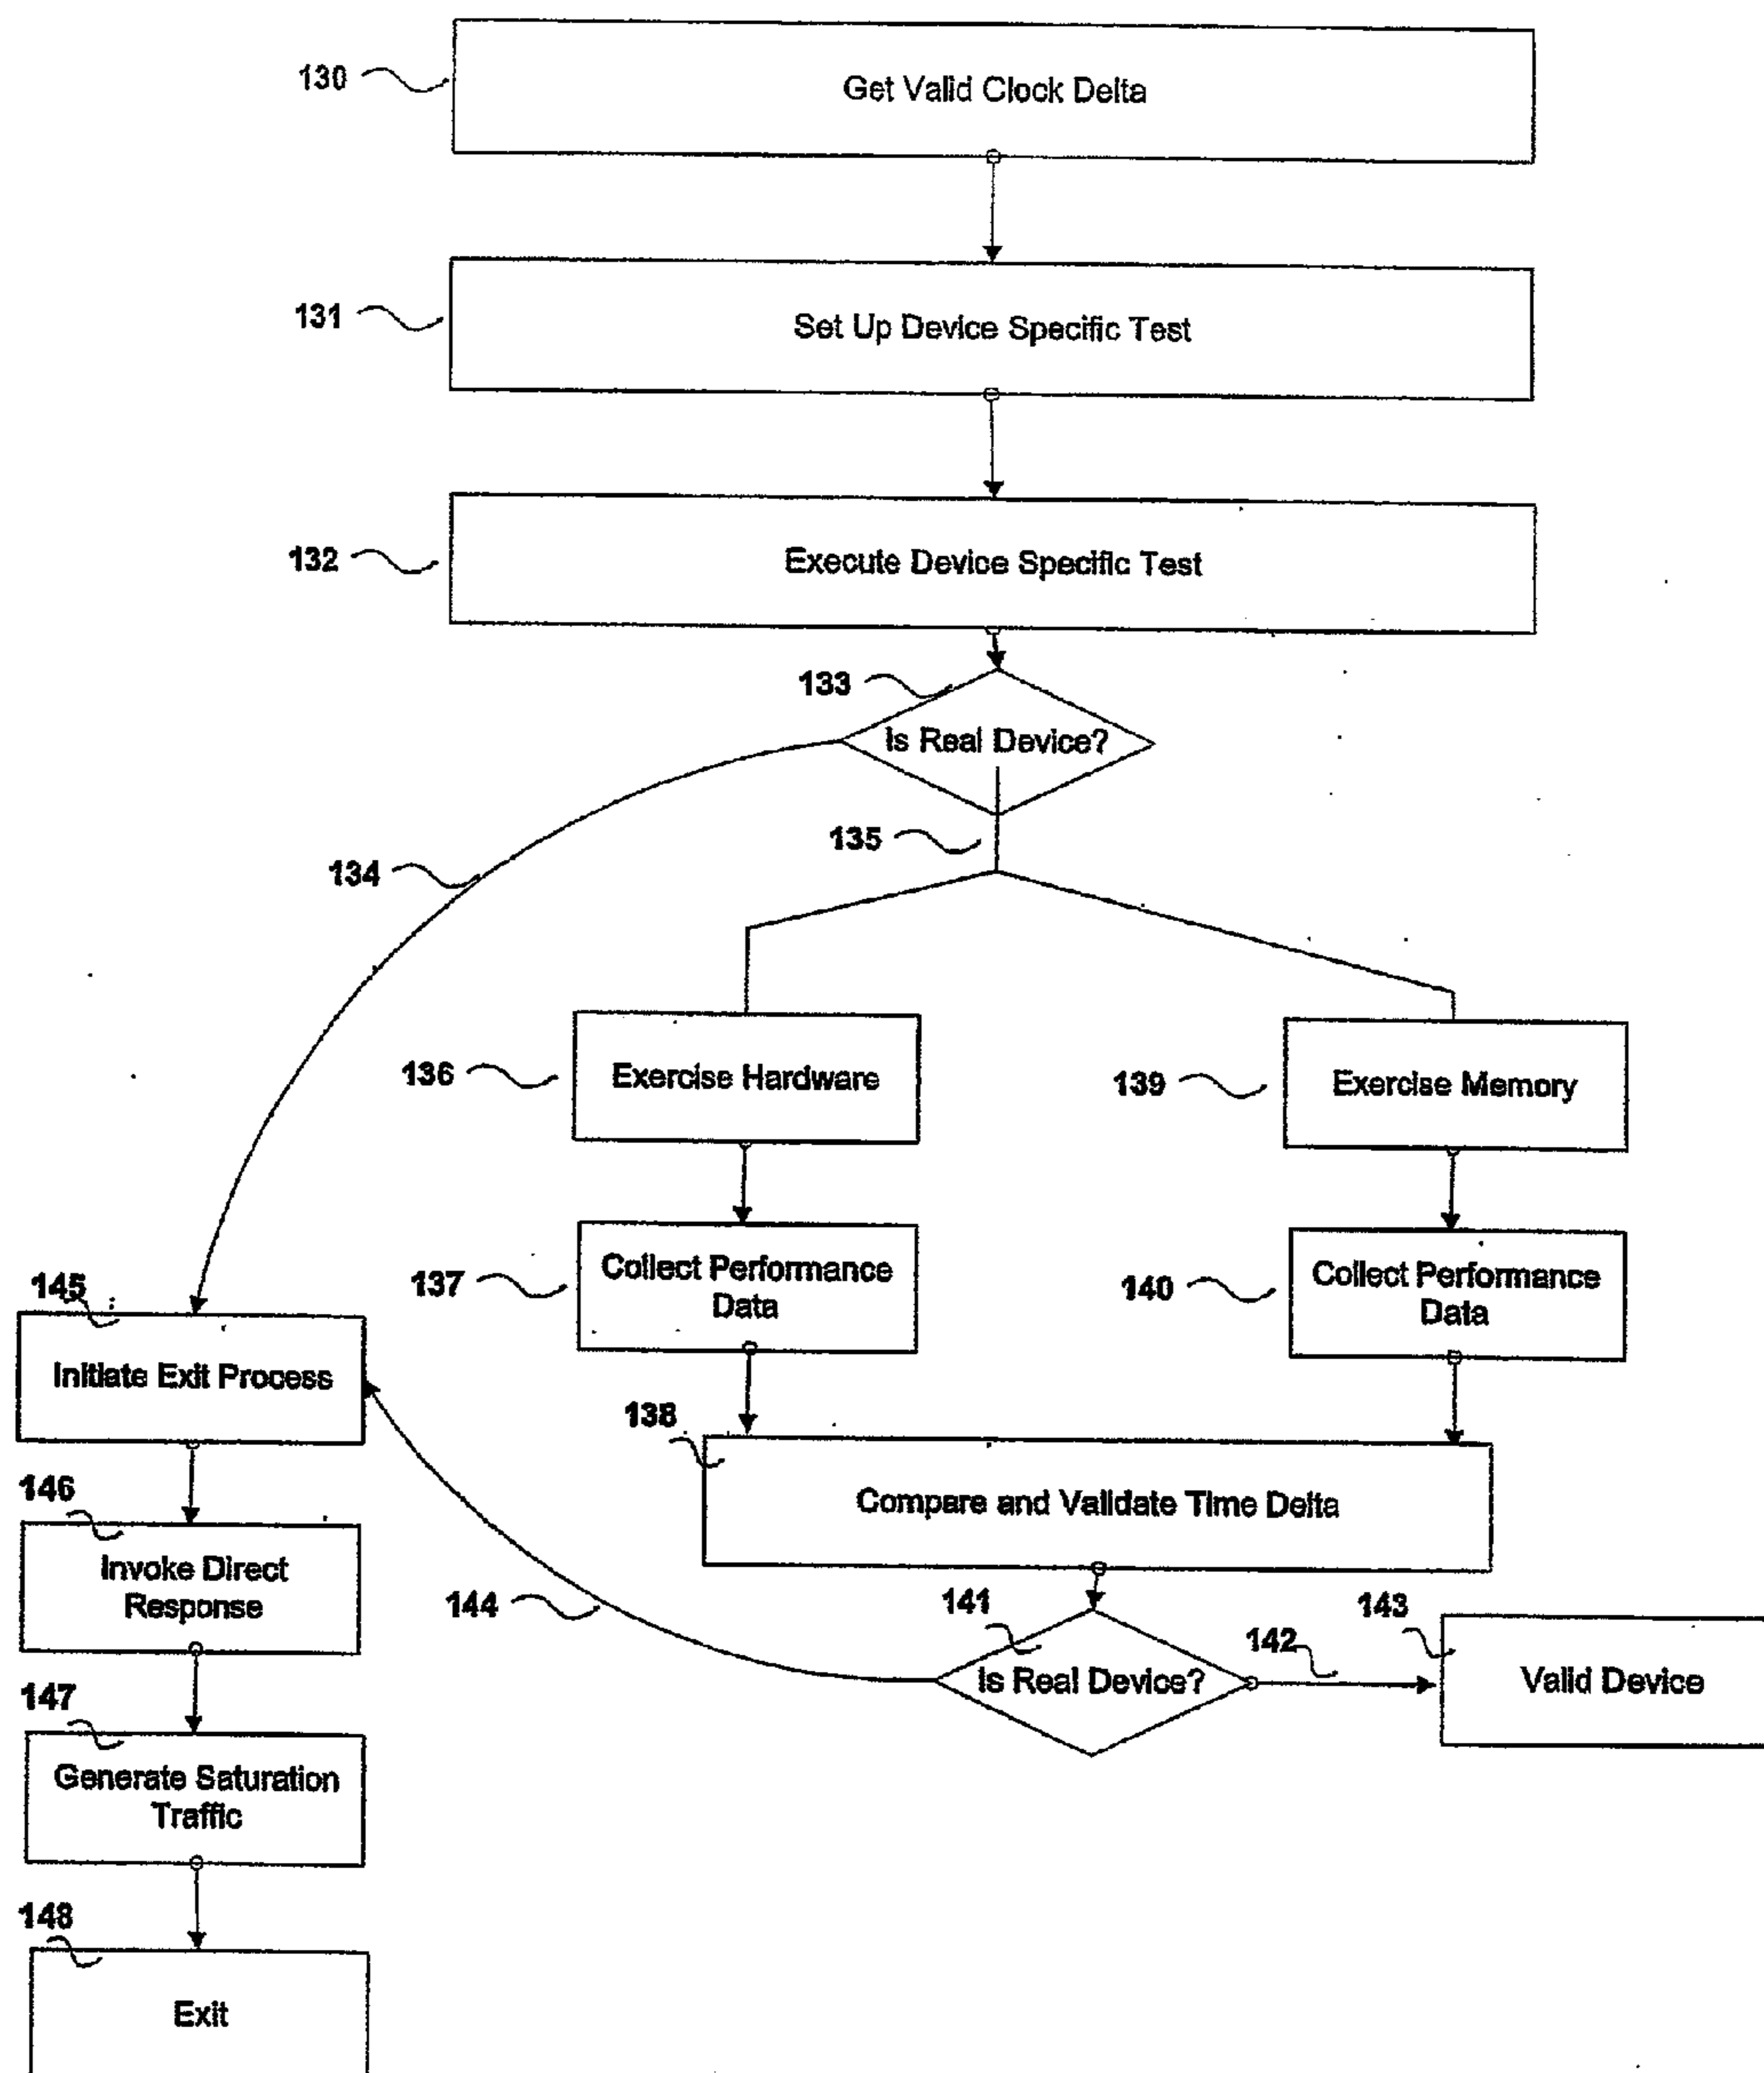 130
Get Valid Clock Delta
131
Set Up Device Specific Test
132
Execute Device Specific Test
133
Is Real Device?
135
134
136
Exercise Hardware
139
Exercise Memory
137
Collect Performance
Data
140
Collect Performance
Data
145
Initiate Exit Process
138
Compare and Validate Time Delta
146
Invoke Direct
Response
144
141
Is Real Device?
142
143
Valid Device
147
Generate Saturation
Traffic
148
Exit